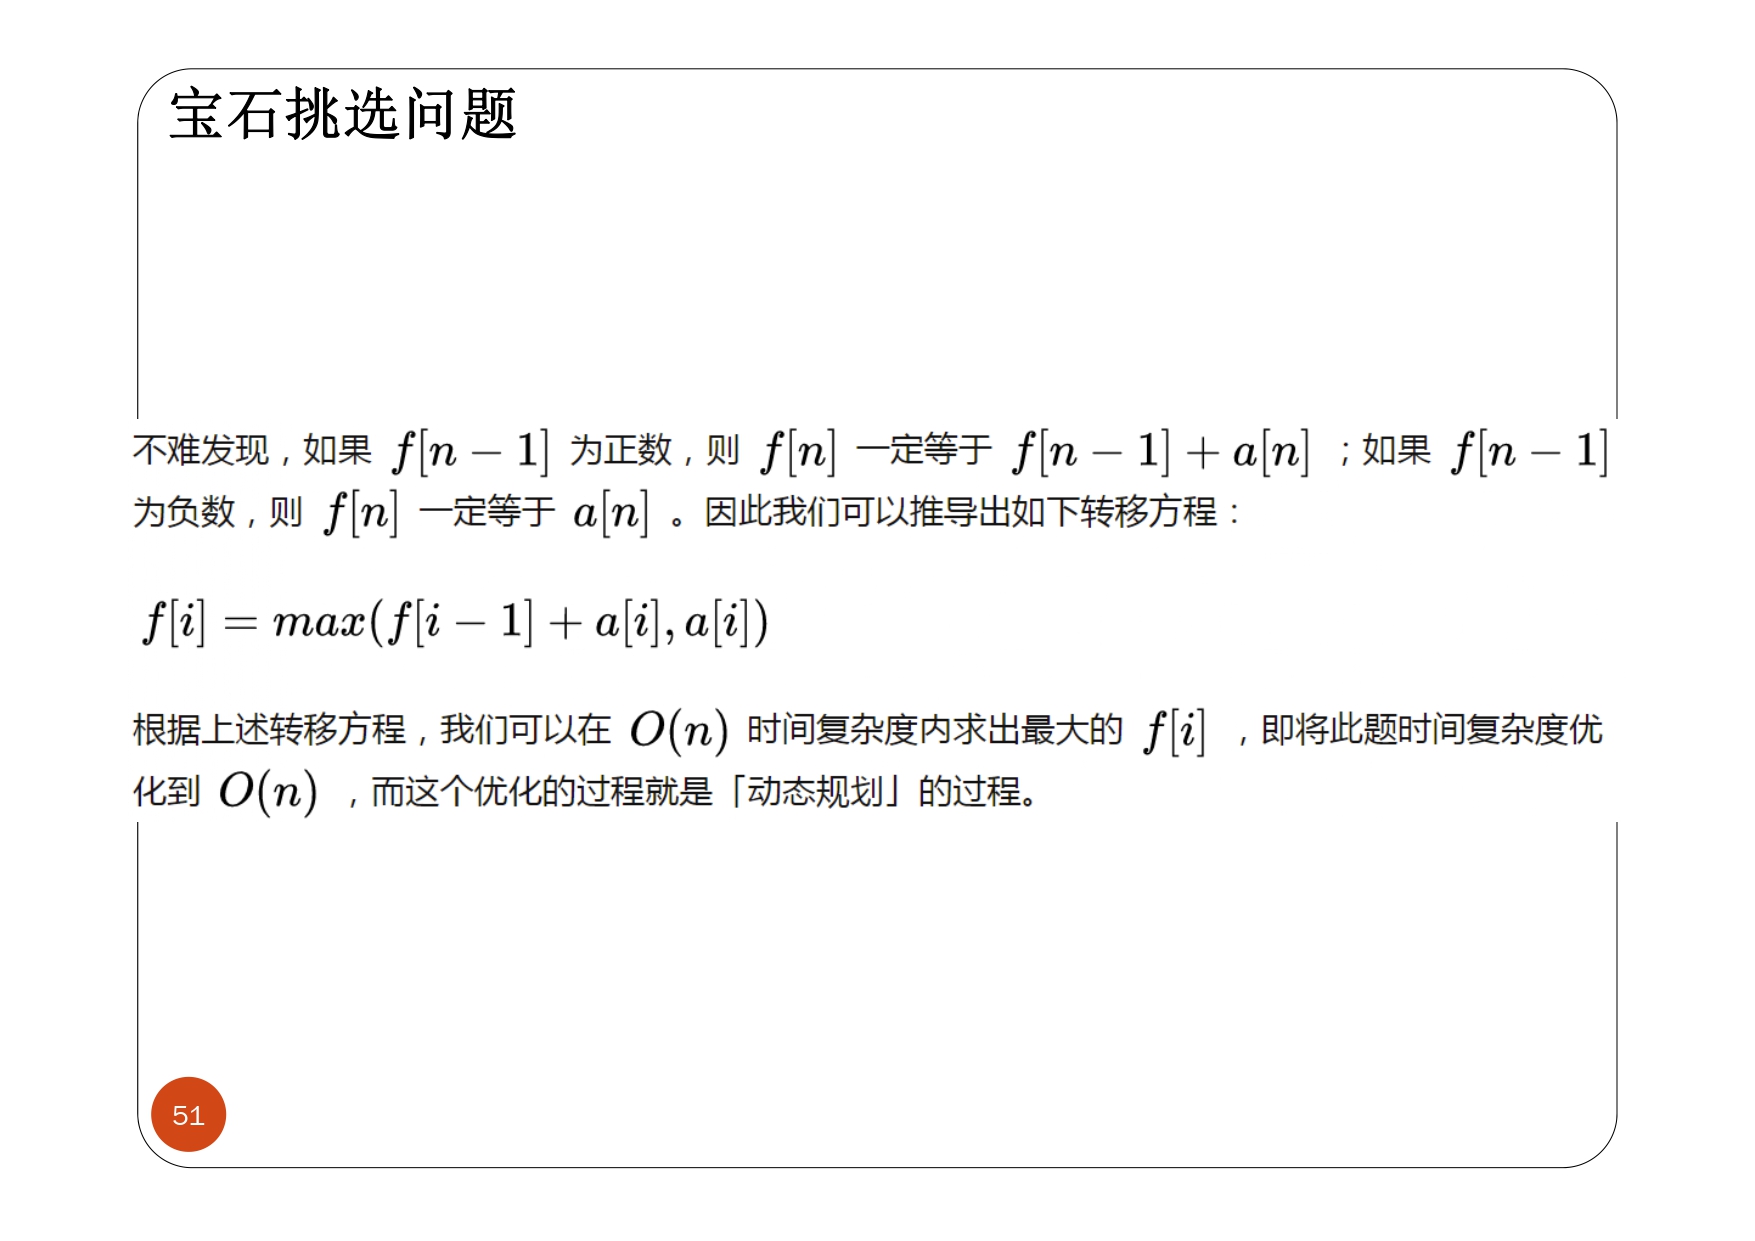 宝石挑选问题
不难发现，如果 f[n − 1] 为正数，则 f[n] 一定等于 f[n − 1] + a[n] ；如果 f[n − 1]
为负数，则 f[n] 一定等于 a[n] 。因此我们可以推导出如下转移方程：
f[i] = max(f[i − 1] + a[i], a[i])
根据上述转移方程，我们可以在 O(n) 时间复杂度内求出最大的 f[i] ，即将此题时间复杂度优
化到 O(n) ，而这个优化的过程就是「动态规划」的过程。
51